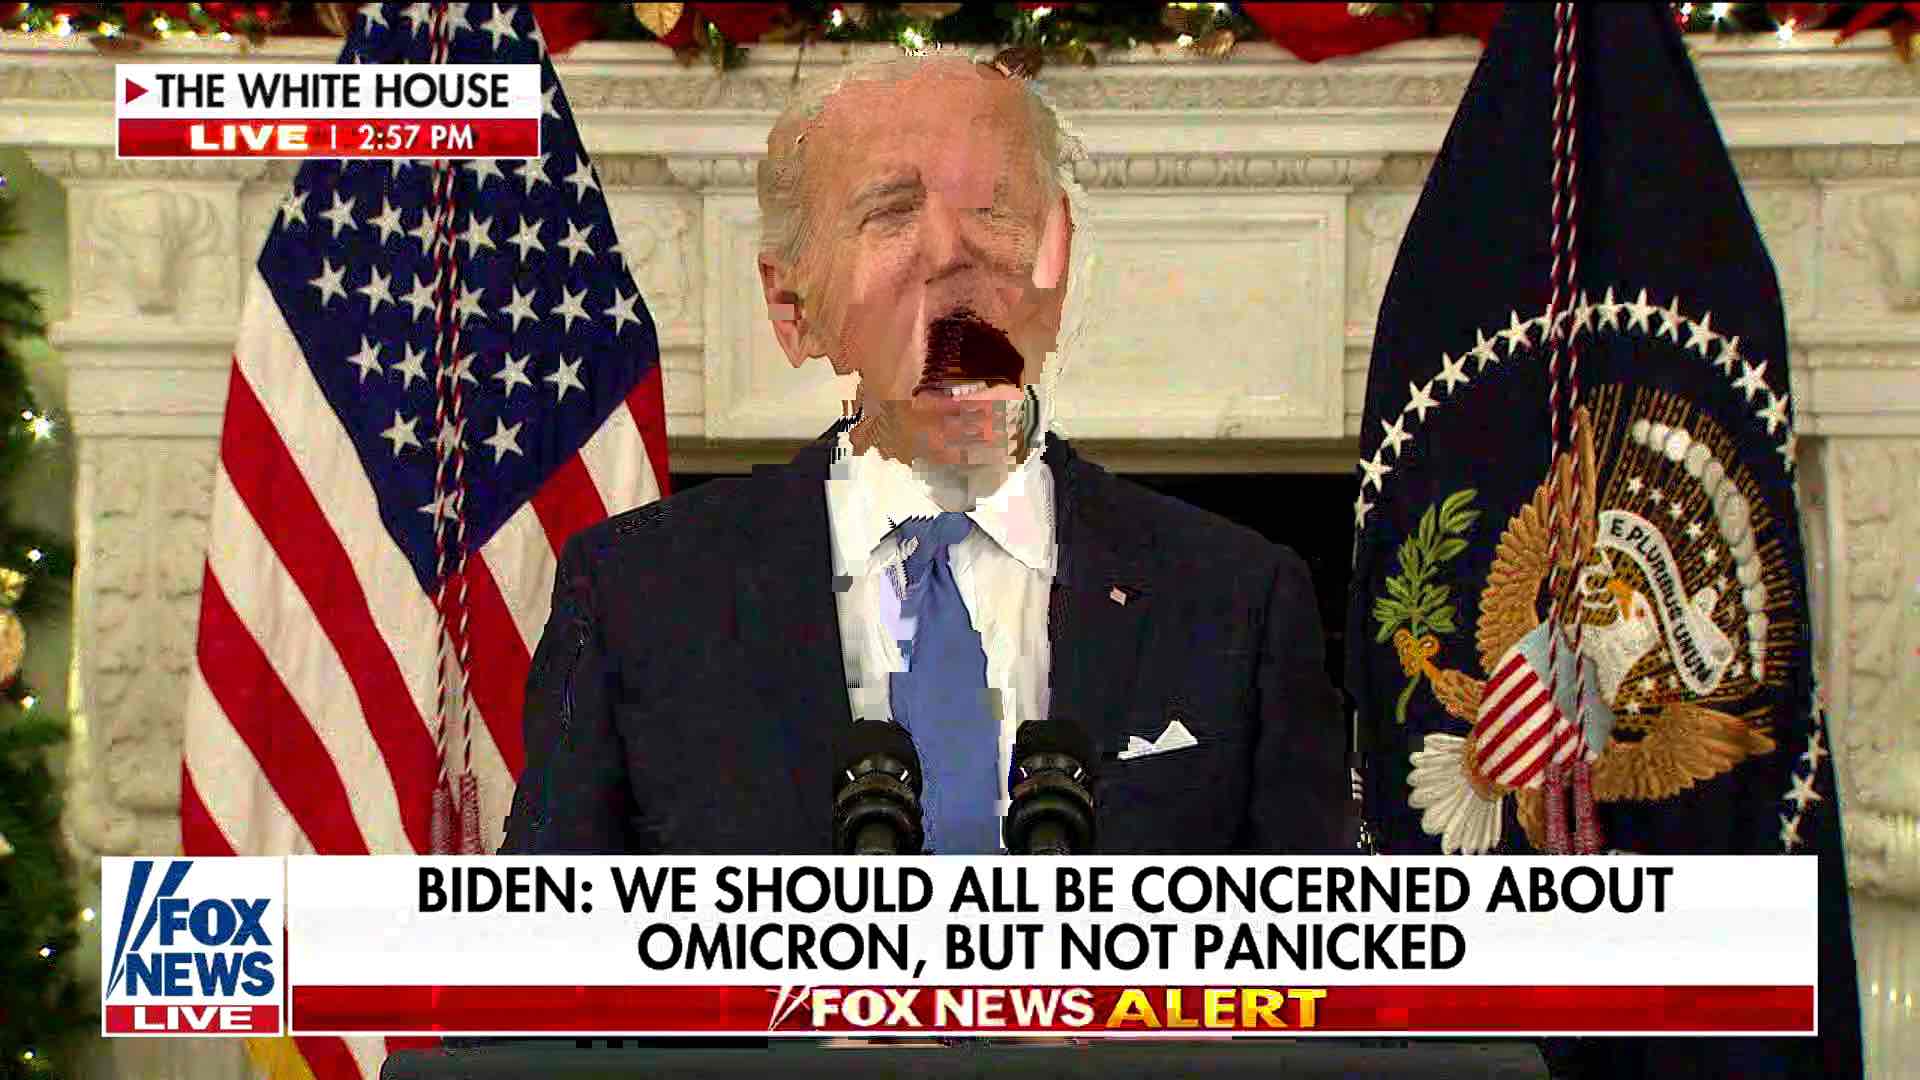 THE WHITE HOUSE
LIVE | 2:57 PM
E PLURIBUS UNUM
BIDEN: WE SHOULD ALL BE CONCERNED ABOUT
OMICRON, BUT NOT PANICKED
FOX
NEWS
LIVE
FOX NEWS ALERT